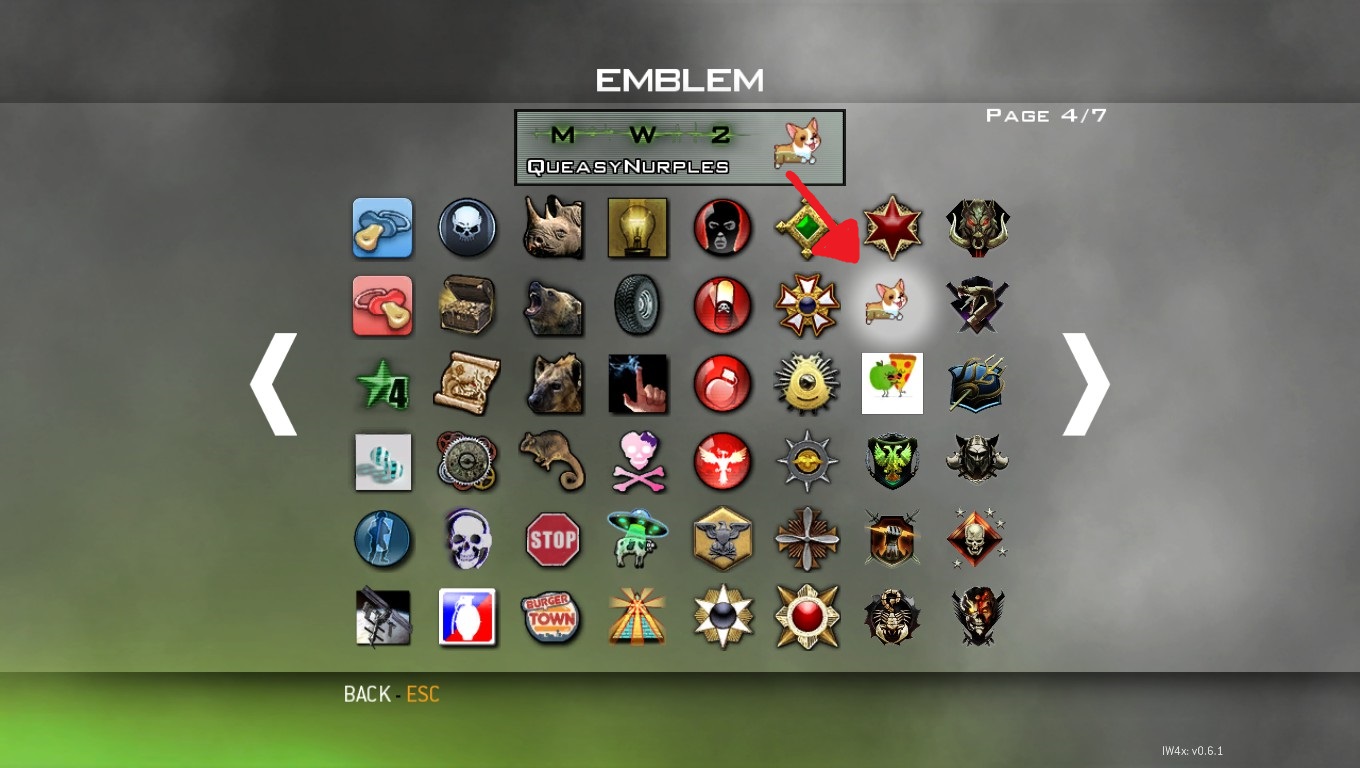 EMBLEM
Page 4/7
M W 2
QueasyNurples
4
STOP
BURGER TOWN
BACK - ESC
IW4x: v0.6.1